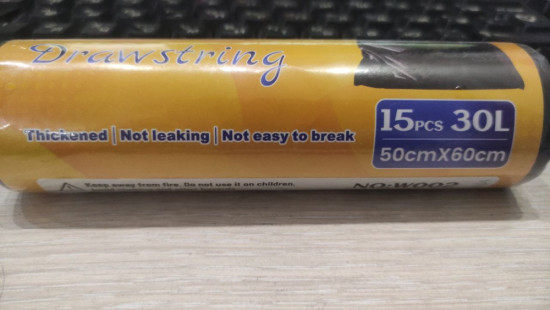 Drawstring
15PCS 30L
Thickened | Not leaking | Not easy to break
50cmX60cm
Keep away from fire. Do not use it on children.
NO:W002